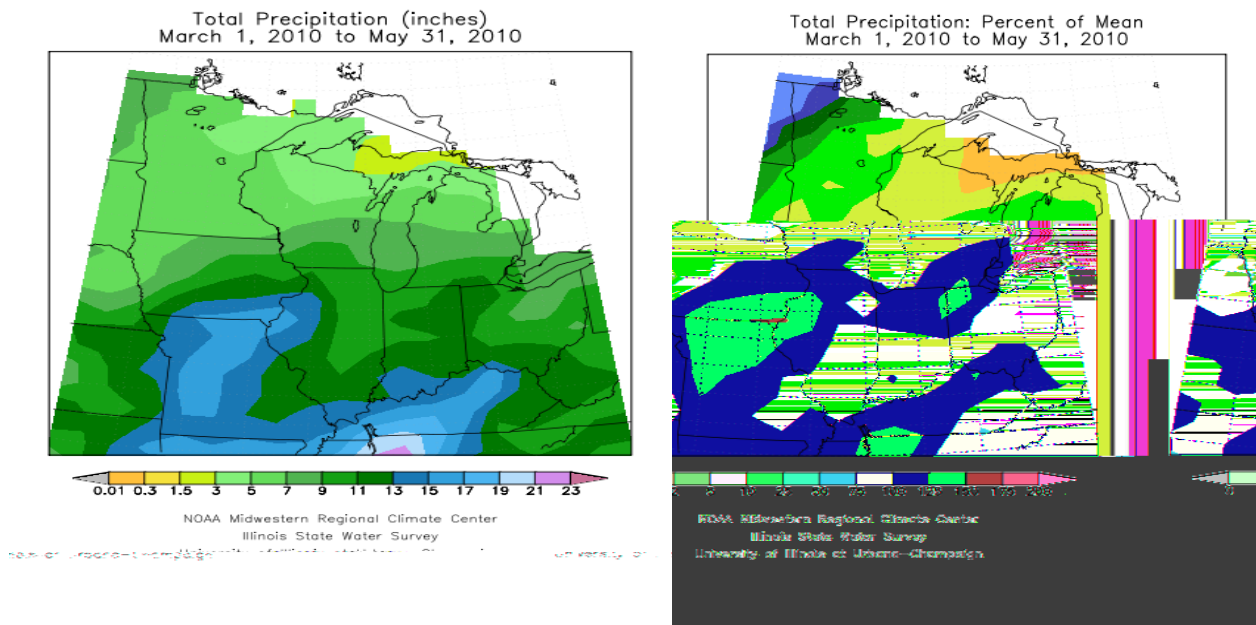 Total Precipitation (inches)
March 1, 2010 to May 31, 2010
0.01 0.3 1.5 3 5 7 9 11 13 15 17 19 21 23
NOAA Midwestern Regional Climate Center
Illinois State Water Survey
Total Precipitation: Percent of Mean
March 1, 2010 to May 31, 2010
NOAA Midwestern Regional Climate Center
Illinois State Water Survey
University of Illinois at Urbana-Champaign